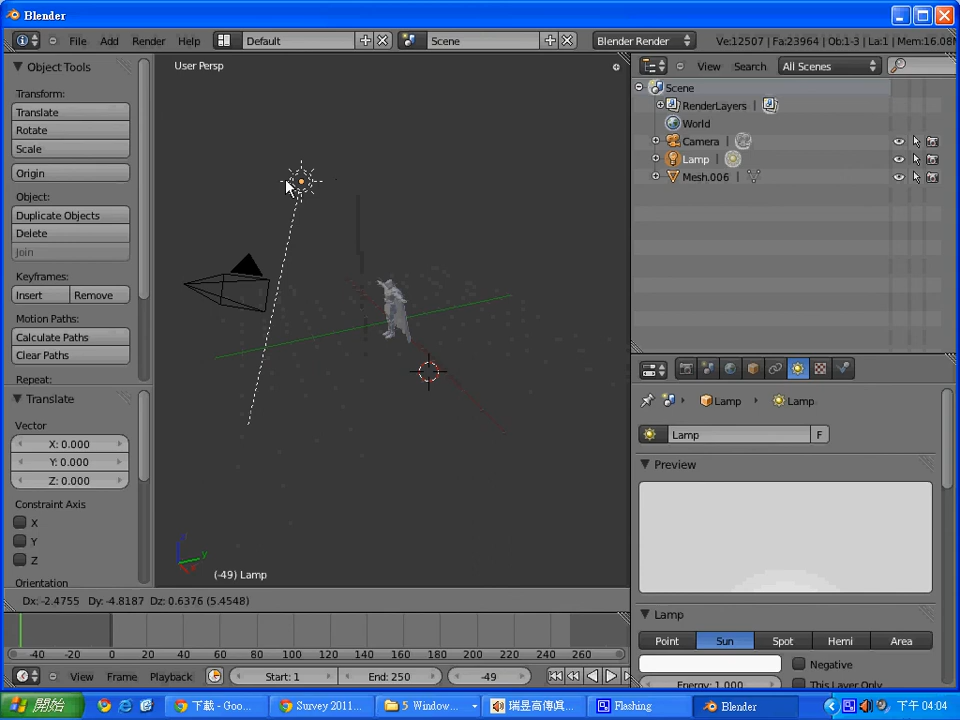 Blender
File Add Render Help Default Scene Blender Render Ve:12507 | Fa:23964 | Ob:1-3 | La:1 | Mem:16.08M
Object Tools
Transform:
Translate
Rotate
Scale
Origin
Object:
Duplicate Objects
Delete
Join
Keyframes:
Insert Remove
Motion Paths:
Calculate Paths
Clear Paths
Repeat:
Translate
Vector
X: 0.000
Y: 0.000
Z: 0.000
Constraint Axis
X
Y
Z
Orientation
User Persp
(-49) Lamp
Dx: -2.4755 Dy: -4.8187 Dz: 0.6376 (5.4548)
-40 -20 0 20 40 60 80 100 120 140 160 180 200 220 240 260
View Frame Playback Start: 1 End: 250 -49
View Search All Scenes
Scene
RenderLayers
World
Camera
Lamp
Mesh.006
Lamp Lamp
Lamp F
Preview
Lamp
Point Sun Spot Hemi Area
Negative
Energy: 1.000 This Layer Only
開始 下載 - Goo... Survey 2011... 5 Window... 瑞昱高傳真... Flashing Blender 下午 04:04